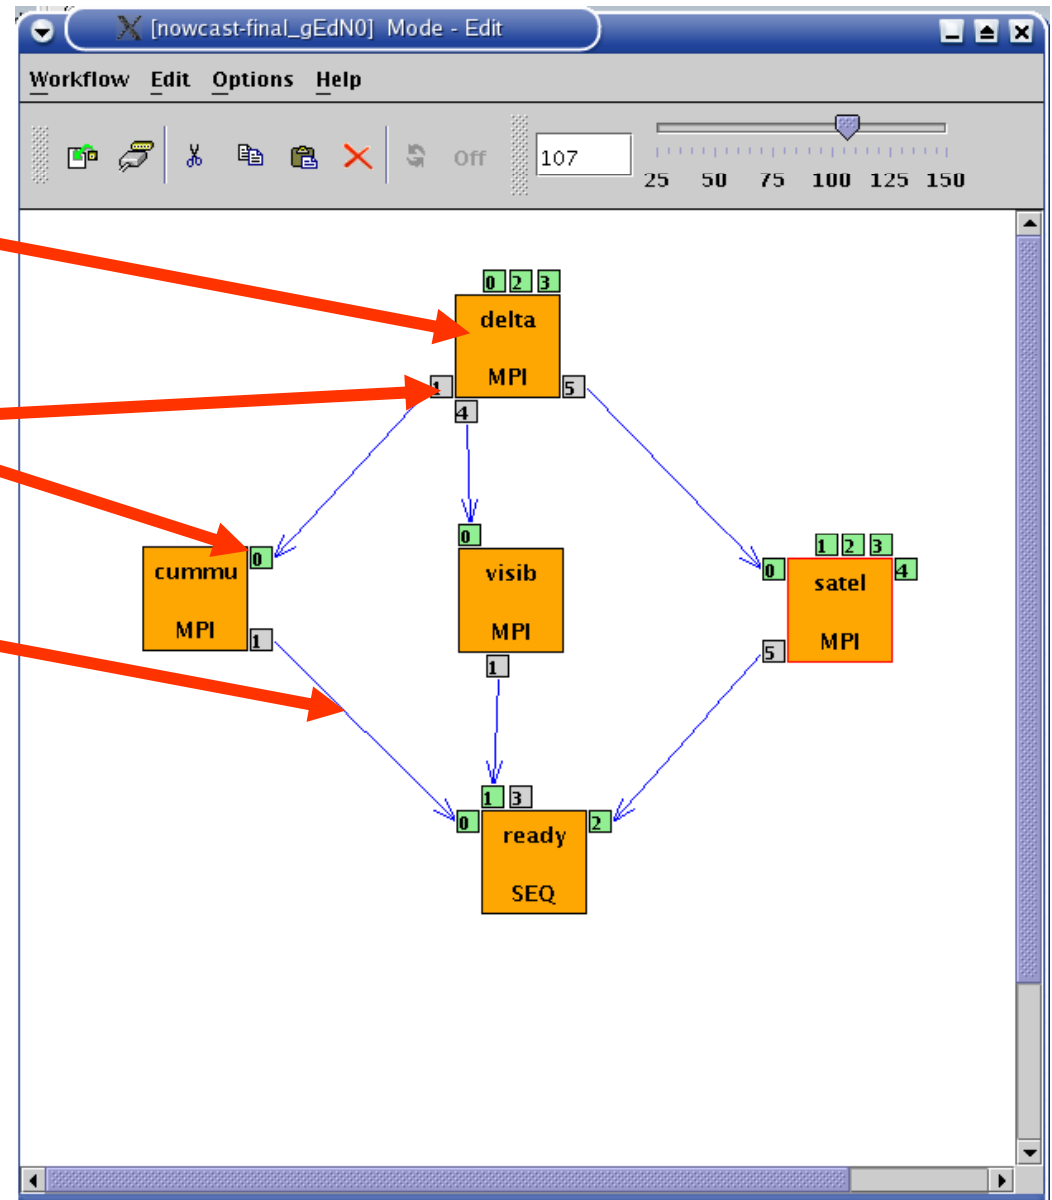 [nowcast-final_gEdN0] Mode - Edit
Workflow Edit Options Help
Off 107
25 50 75 100 125 150
0 2 3
delta
MPI
1 5
4
0
cummu
MPI
1
0
visib
MPI
1
1 2 3
0 4
satel
MPI
5
1 3
0 2
ready
SEQ